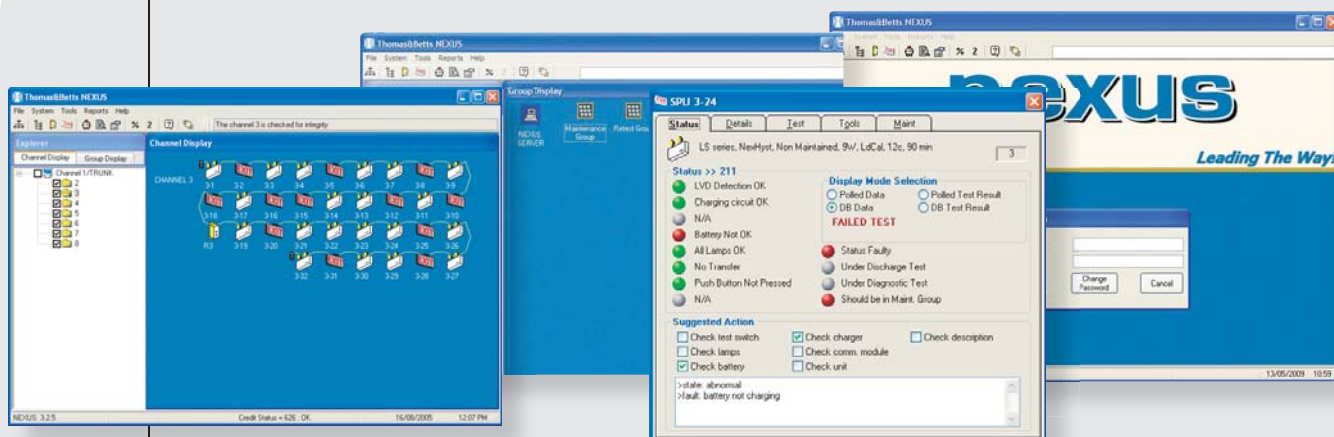 Thomas&Betts NEXUS
File System Tools Reports Help
The channel 3 is checked for integrity
Explorer
Channel Display Group Display
Channel 1/TRUNK
2
3
4
5
6
7
8
Channel Display
CHANNEL 3
3-1 3-2 3-3 3-4 3-5 3-6 3-7 3-8 3-9
3-18 3-17 3-16 3-15 3-14 3-13 3-12 3-11 3-10
R3 3-19 3-20 3-21 3-22 3-23 3-24 3-25 3-26
3-32 3-31 3-30 3-29 3-28 3-27
NEXUS: 3.2.5 Credit Status = 626 : OK. 16/08/2005 12:07 PM
Thomas&Betts NEXUS
File System Tools Reports Help
Group Display
NEXUS SERVER
Maintenance Group
Retest
SPU 3-24
Status Details Test Tools Maint
LS series, NexHyst, Non Maintained, 9W, LdCal, 12c, 90 min
3
Status >> 211
LVD Detection OK
Charging circuit OK
N/A
Battery Not OK
All Lamps OK
No Transfer
Push Button Not Pressed
N/A
Display Mode Selection
Polled Data Polled Test Result
DB Data DB Test Result
FAILED TEST
Status Faulty
Under Discharge Test
Under Diagnostic Test
Should be in Maint. Group
Suggested Action
Check test switch Check charger Check description
Check lamps Check comm. module
Check battery Check unit
>state: abnormal
>fault: battery not charging
Thomas&Betts NEXUS
System Tools Reports Help
nexus
Leading The Way!
Change Password
Cancel
13/05/2009 10:59